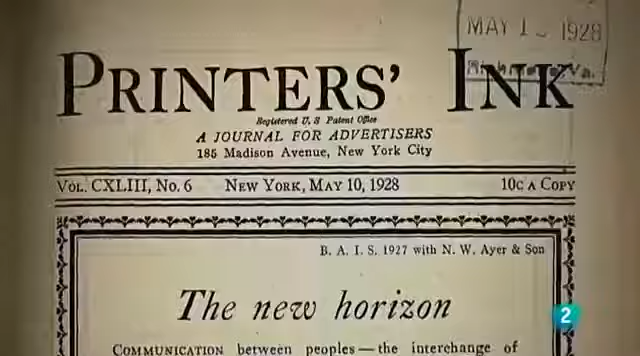 MAY 1 1928
PRINTERS' INK
Va.
Registered U. S Patent Office
A JOURNAL FOR ADVERTISERS
185 Madison Avenue, New York City
VOL. CXLIII, NO. 6 NEW YORK, MAY 10, 1928 10C A COPY
B. A. I. S. 1927 with N. W. Ayer & Son
The new horizon
2
COMMUNICATION between peoples — the interchange of